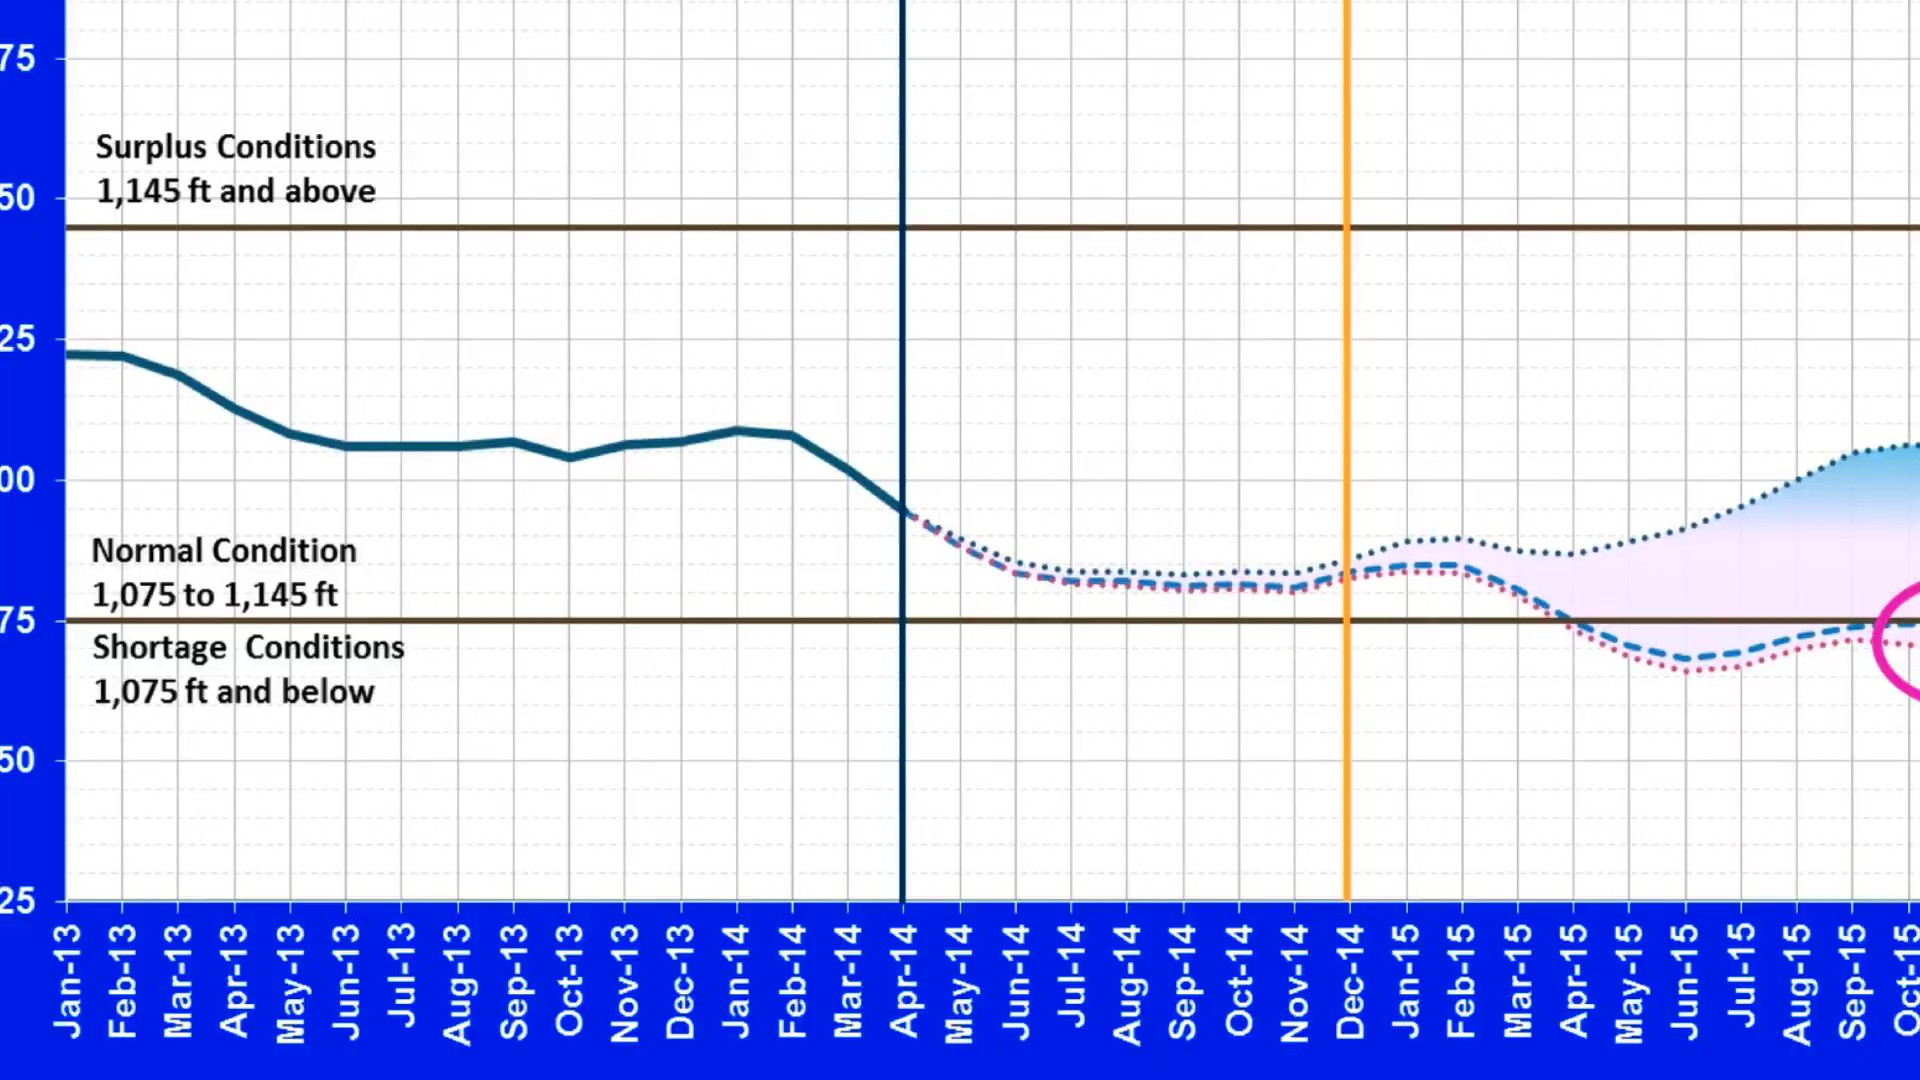 75
Surplus Conditions
1,145 ft and above
50
25
00
Normal Condition
1,075 to 1,145 ft
75
Shortage Conditions
1,075 ft and below
50
25
Jan-13
Feb-13
Mar-13
Apr-13
May-13
Jun-13
Jul-13
Aug-13
Sep-13
Oct-13
Nov-13
Dec-13
Jan-14
Feb-14
Mar-14
Apr-14
May-14
Jun-14
Jul-14
Aug-14
Sep-14
Oct-14
Nov-14
Dec-14
Jan-15
Feb-15
Mar-15
Apr-15
May-15
Jun-15
Jul-15
Aug-15
Sep-15
Oct-15